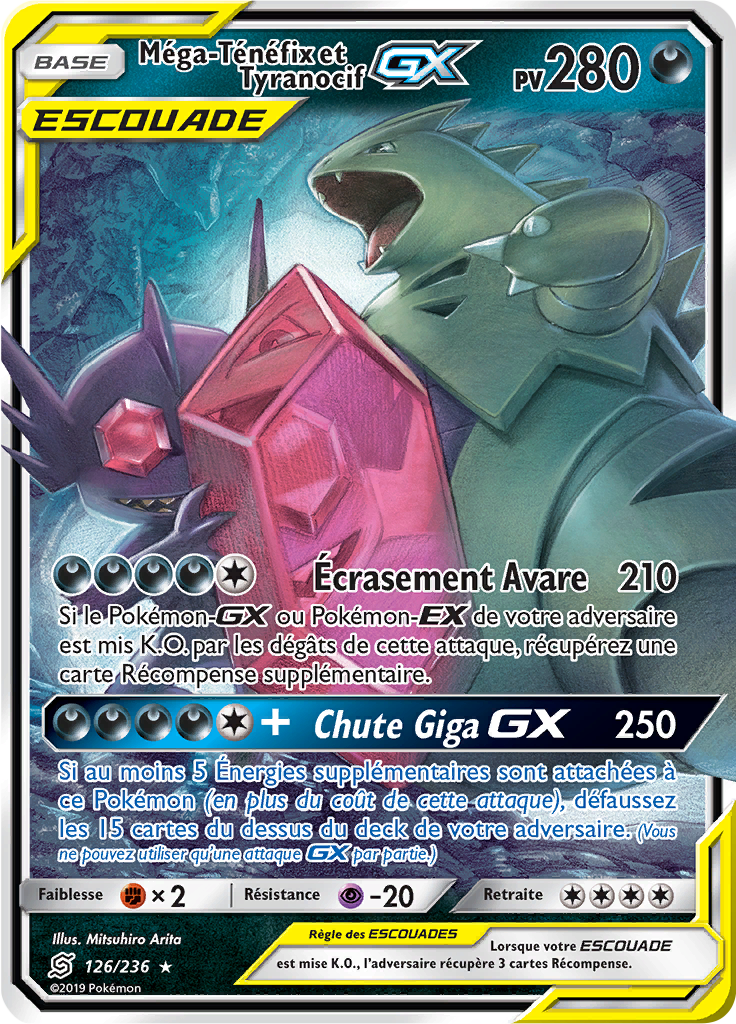 BASE
Méga-Ténéfix et
Tyranocif GX
PV280
ESCOUADE
Écrasement Avare 210
Si le Pokémon-GX ou Pokémon-EX de votre adversaire
est mis K.O. par les dégâts de cette attaque, récupérez une
carte Récompense supplémentaire.
+ Chute Giga GX 250
Si au moins 5 Énergies supplémentaires sont attachées à
ce Pokémon (en plus du coût de cette attaque), défaussez
les 15 cartes du dessus du deck de votre adversaire. (Vous
ne pouvez utiliser qu'une attaque GX par partie.)
Faiblesse ×2 Résistance -20 Retraite
Illus. Mitsuhiro Arita
126/236
©2019 Pokémon
Règle des ESCOUADES
Lorsque votre ESCOUADE
est mise K.O., l'adversaire récupère 3 cartes Récompense.